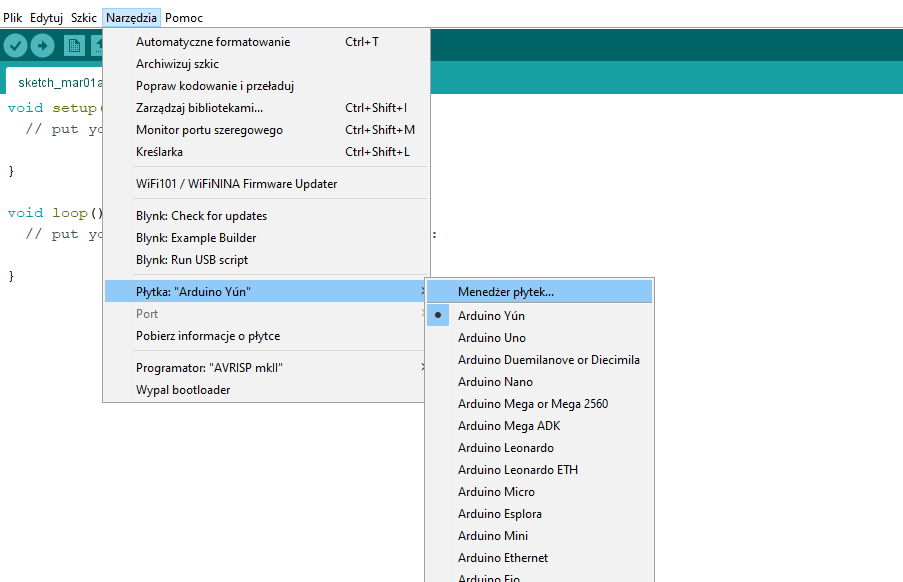 Plik Edytuj Szkic Narzędzia Pomoc
sketch_mar01a
void setup(
// put yo
}
void loop()
// put yo :
}
Automatyczne formatowanie Ctrl+T
Archiwizuj szkic
Popraw kodowanie i przeładuj
Zarządzaj bibliotekami... Ctrl+Shift+I
Monitor portu szeregowego Ctrl+Shift+M
Kreślarka Ctrl+Shift+L
WiFi101 / WiFiNINA Firmware Updater
Blynk: Check for updates
Blynk: Example Builder
Blynk: Run USB script
Płytka: "Arduino Yún"
Port
Pobierz informacje o płytce
Programator: "AVRISP mkII"
Wypal bootloader
Menedżer płytek...
Arduino Yún
Arduino Uno
Arduino Duemilanove or Diecimila
Arduino Nano
Arduino Mega or Mega 2560
Arduino Mega ADK
Arduino Leonardo
Arduino Leonardo ETH
Arduino Micro
Arduino Esplora
Arduino Mini
Arduino Ethernet
Arduino Fio